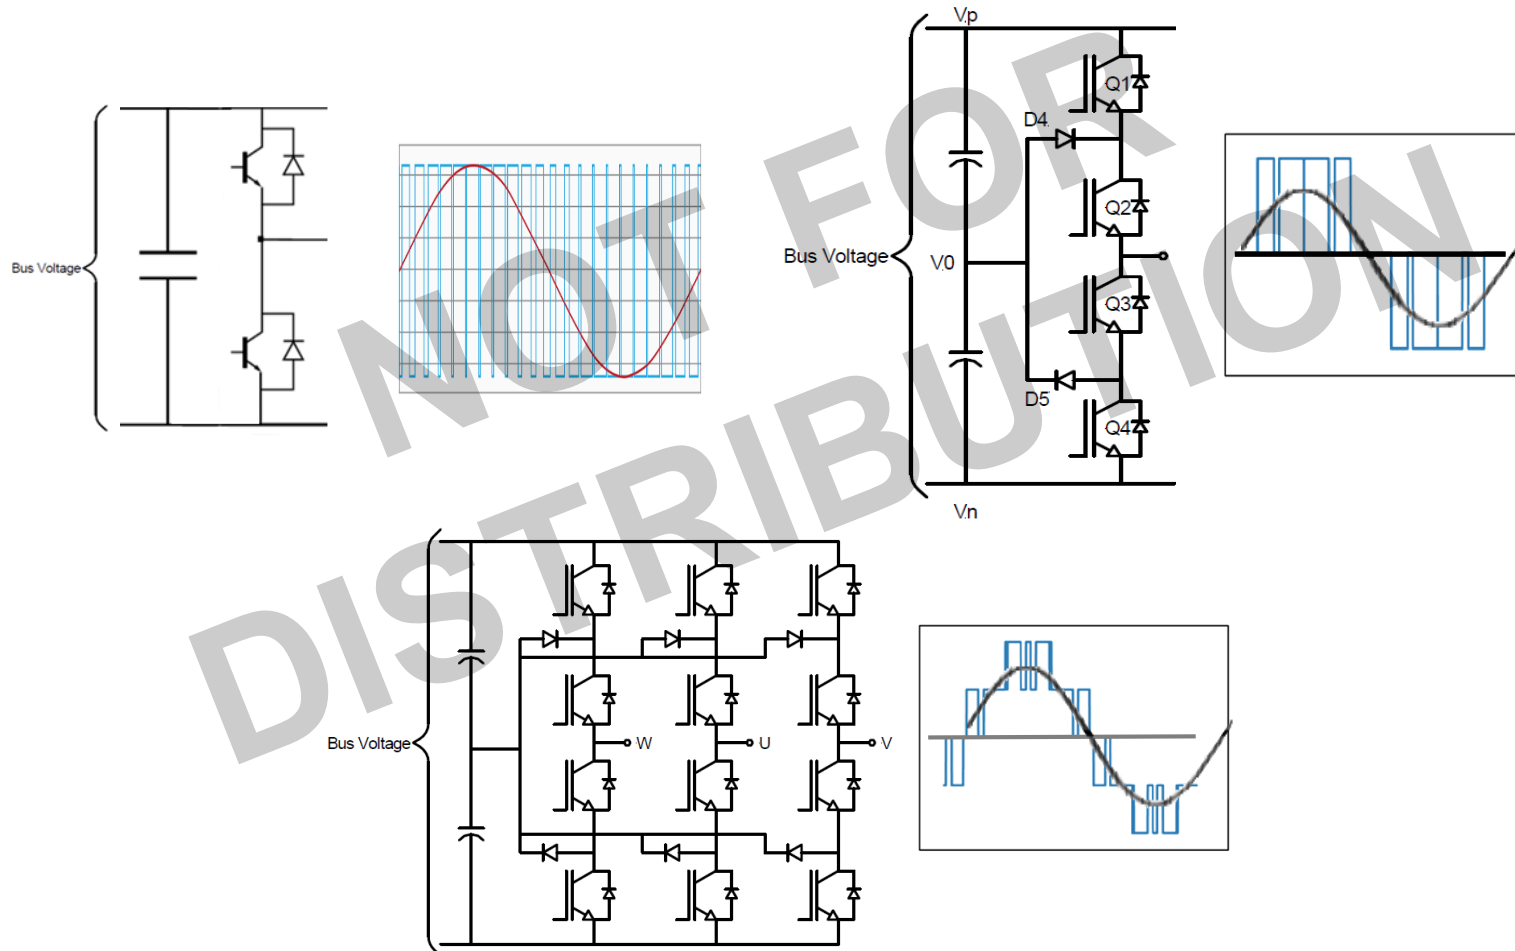 Bus Voltage
Vp
Q1
D4
Q2
Bus Voltage
V0
Q3
D5
Q4
Vn
NOT FOR
DISTRIBUTION
Bus Voltage
W
U
V